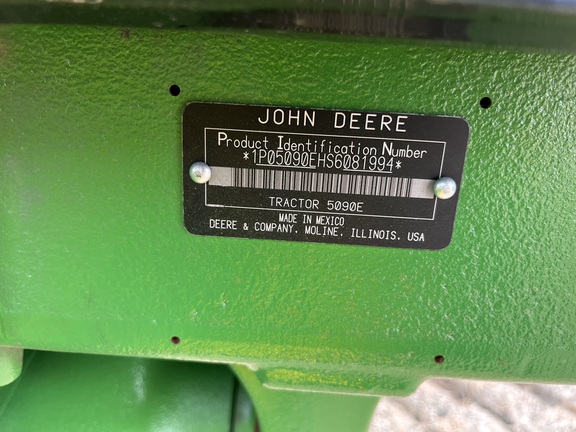 JOHN DEERE
Product Identification Number
*1P05090EHS6081994*
TRACTOR 5090E
MADE IN MEXICO
DEERE & COMPANY, MOLINE, ILLINOIS, USA